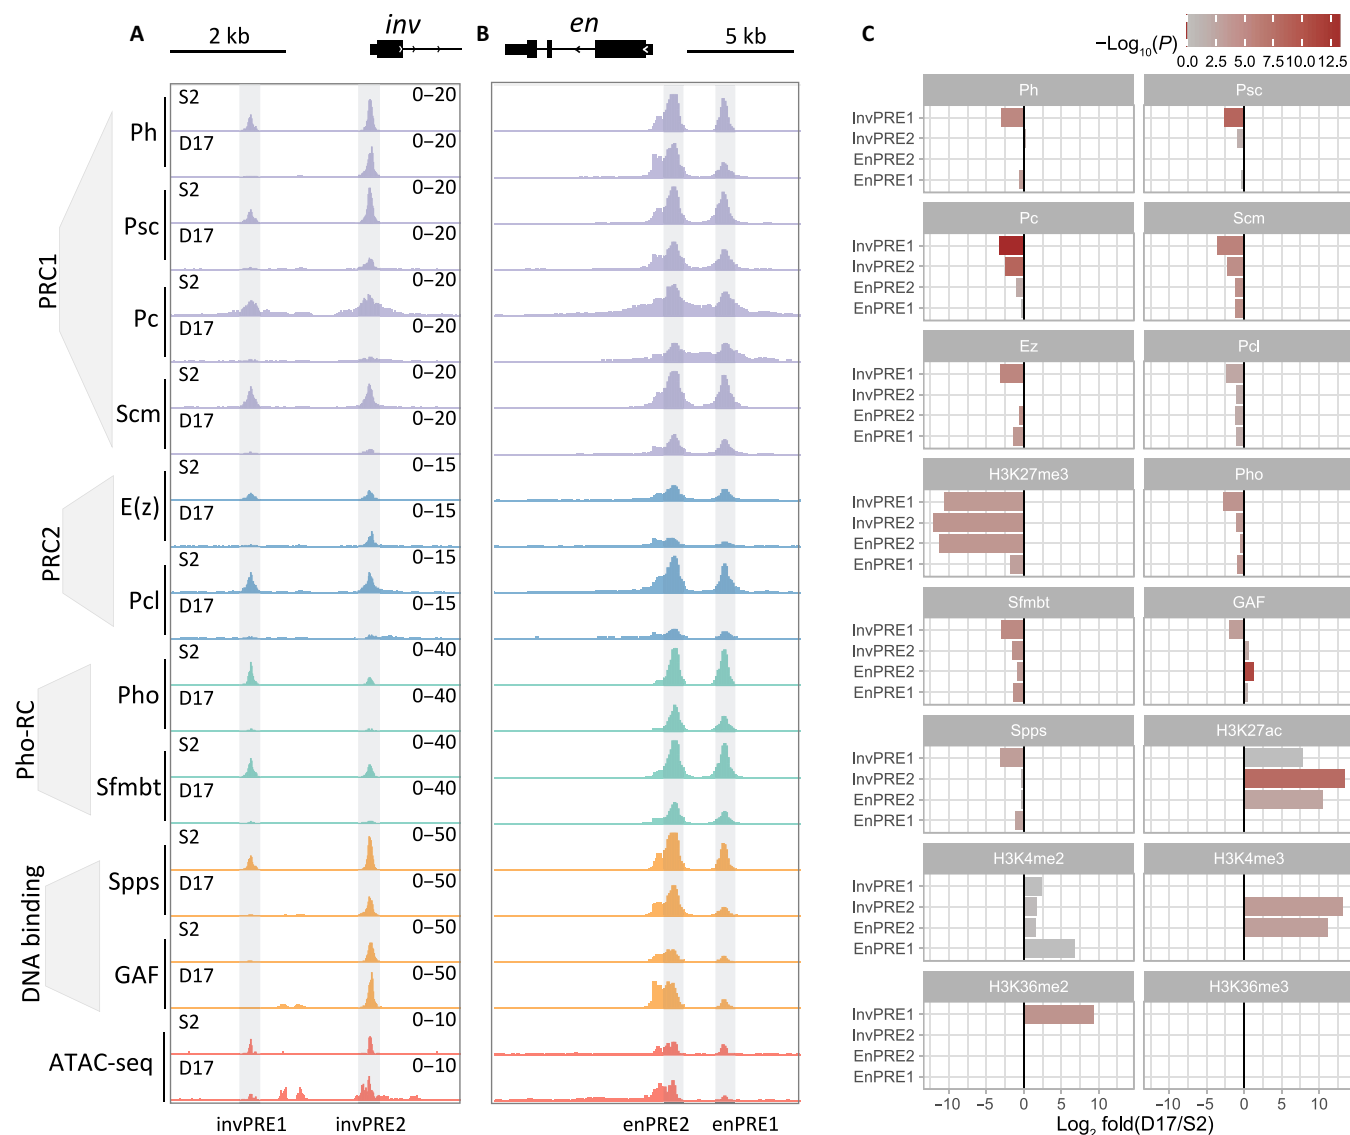 A
2 kb
inv
B
en
5 kb
C
−Log10(P)
0.0 2.5 5.0 7.5 10.0 12.5
PRC1
Ph
S2 0–20
D17 0–20
Psc
S2 0–20
D17 0–20
Pc
S2 0–20
D17 0–20
Scm
S2 0–20
D17 0–20
PRC2
E(z)
S2 0–15
D17 0–15
Pcl
S2 0–15
D17 0–15
Pho-RC
Pho
S2 0–40
D17 0–40
Sfmbt
S2 0–40
D17 0–40
DNA binding
Spps
S2 0–50
D17 0–50
GAF
S2 0–50
D17 0–50
ATAC-seq
S2 0–10
D17 0–10
invPRE1 invPRE2 enPRE2 enPRE1
Ph Psc
InvPRE1
InvPRE2
EnPRE2
EnPRE1
Pc Scm
InvPRE1
InvPRE2
EnPRE2
EnPRE1
Ez Pcl
InvPRE1
InvPRE2
EnPRE2
EnPRE1
H3K27me3 Pho
InvPRE1
InvPRE2
EnPRE2
EnPRE1
Sfmbt GAF
InvPRE1
InvPRE2
EnPRE2
EnPRE1
Spps H3K27ac
InvPRE1
InvPRE2
EnPRE2
EnPRE1
H3K4me2 H3K4me3
InvPRE1
InvPRE2
EnPRE2
EnPRE1
H3K36me2 H3K36me3
InvPRE1
InvPRE2
EnPRE2
EnPRE1
−10 −5 0 5 10 −10 −5 0 5 10
Log2 fold(D17/S2)